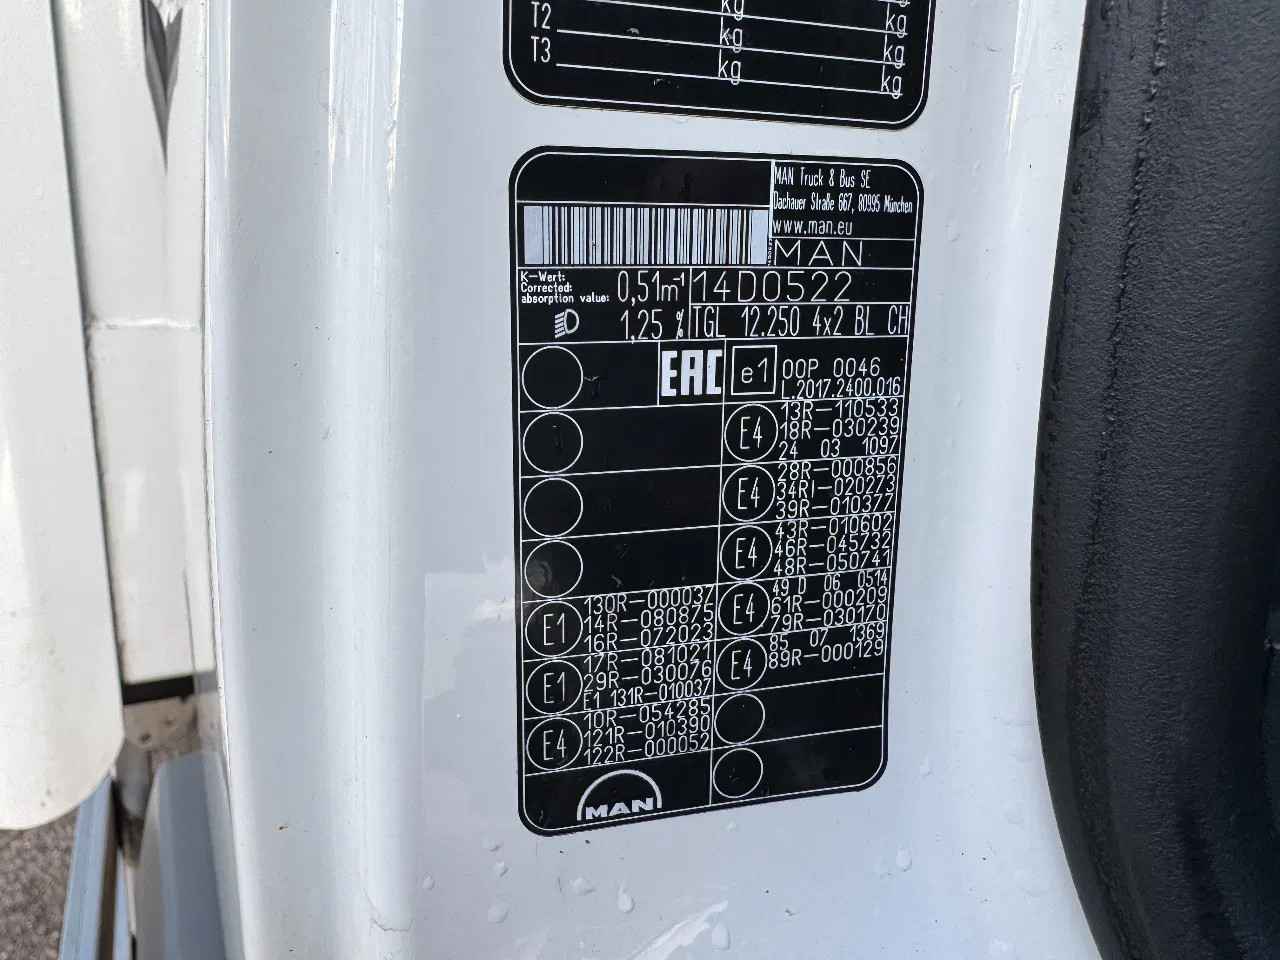 kg
kg
T2 kg kg
T3 kg kg
MAN Truck & Bus SE
Dachauer Straße 667, 80995 München
www.man.eu
MAN
K-Wert:
Corrected:
absorption value: 0,51m⁻¹
14D0522
1,25 %
TGL 12.250 4x2 BL CH
EAC
e1 00P 0046
L.2017.2400.016
E4 13R-110533
18R-030239
24 03 1097
E4 28R-000856
34RI-020273
39R-010377
E4 43R-010602
46R-045732
48R-050741
E4 49 D 06 0514
61R-000209
79R-030170
E4 85 07 1369
89R-000129
E1 130R-000037
14R-080875
16R-072023
E1 17R-081021
29R-030076
E1 131R-010037
E4 10R-054285
121R-010390
122R-000052
MAN